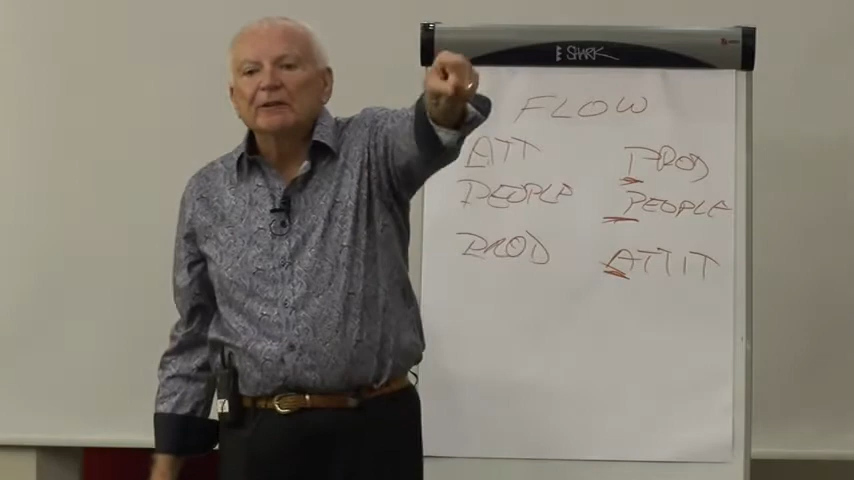 E SHARK
FLOW
ATT PROD
PEOPLE PEOPLE
PROD ATTIT